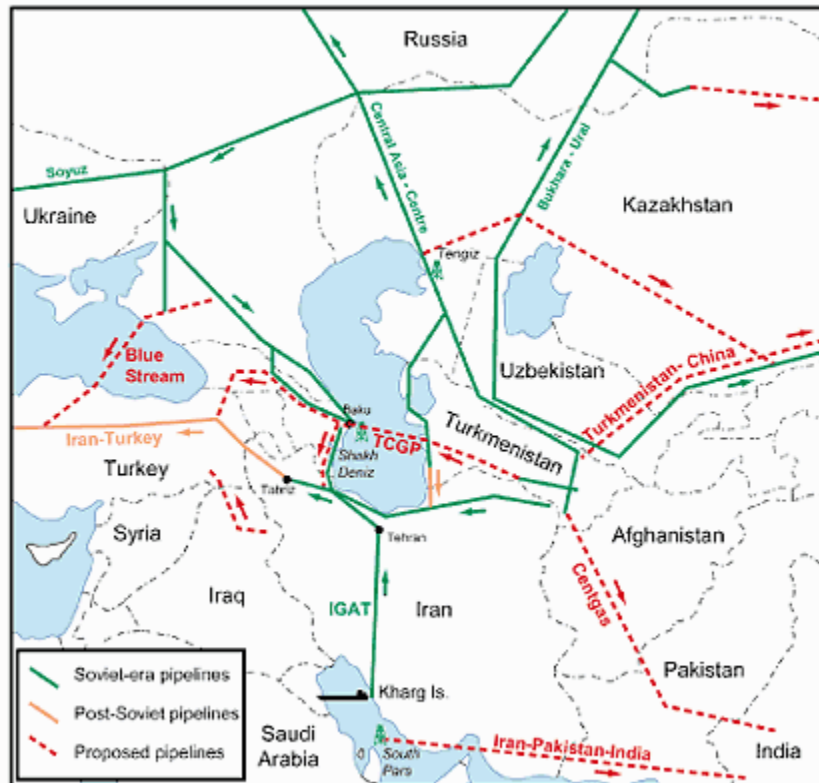 Russia
Soyuz
Central Asia - Centre
Bukhara - Ural
Ukraine
Kazakhstan
Tengiz
Blue
Stream
Uzbekistan
Turkmenistan- China
Baku
Iran-Turkey
TCGP
Turkmenistan
Shakh
Deniz
Turkey
Tabriz
Syria
Tehran
Afghanistan
Centgas
Iraq
IGAT
Iran
Soviet-era pipelines
Kharg Is.
Pakistan
Post-Soviet pipelines
Proposed pipelines
Saudi
Arabia
South
Pars
Iran-Pakistan-India
India